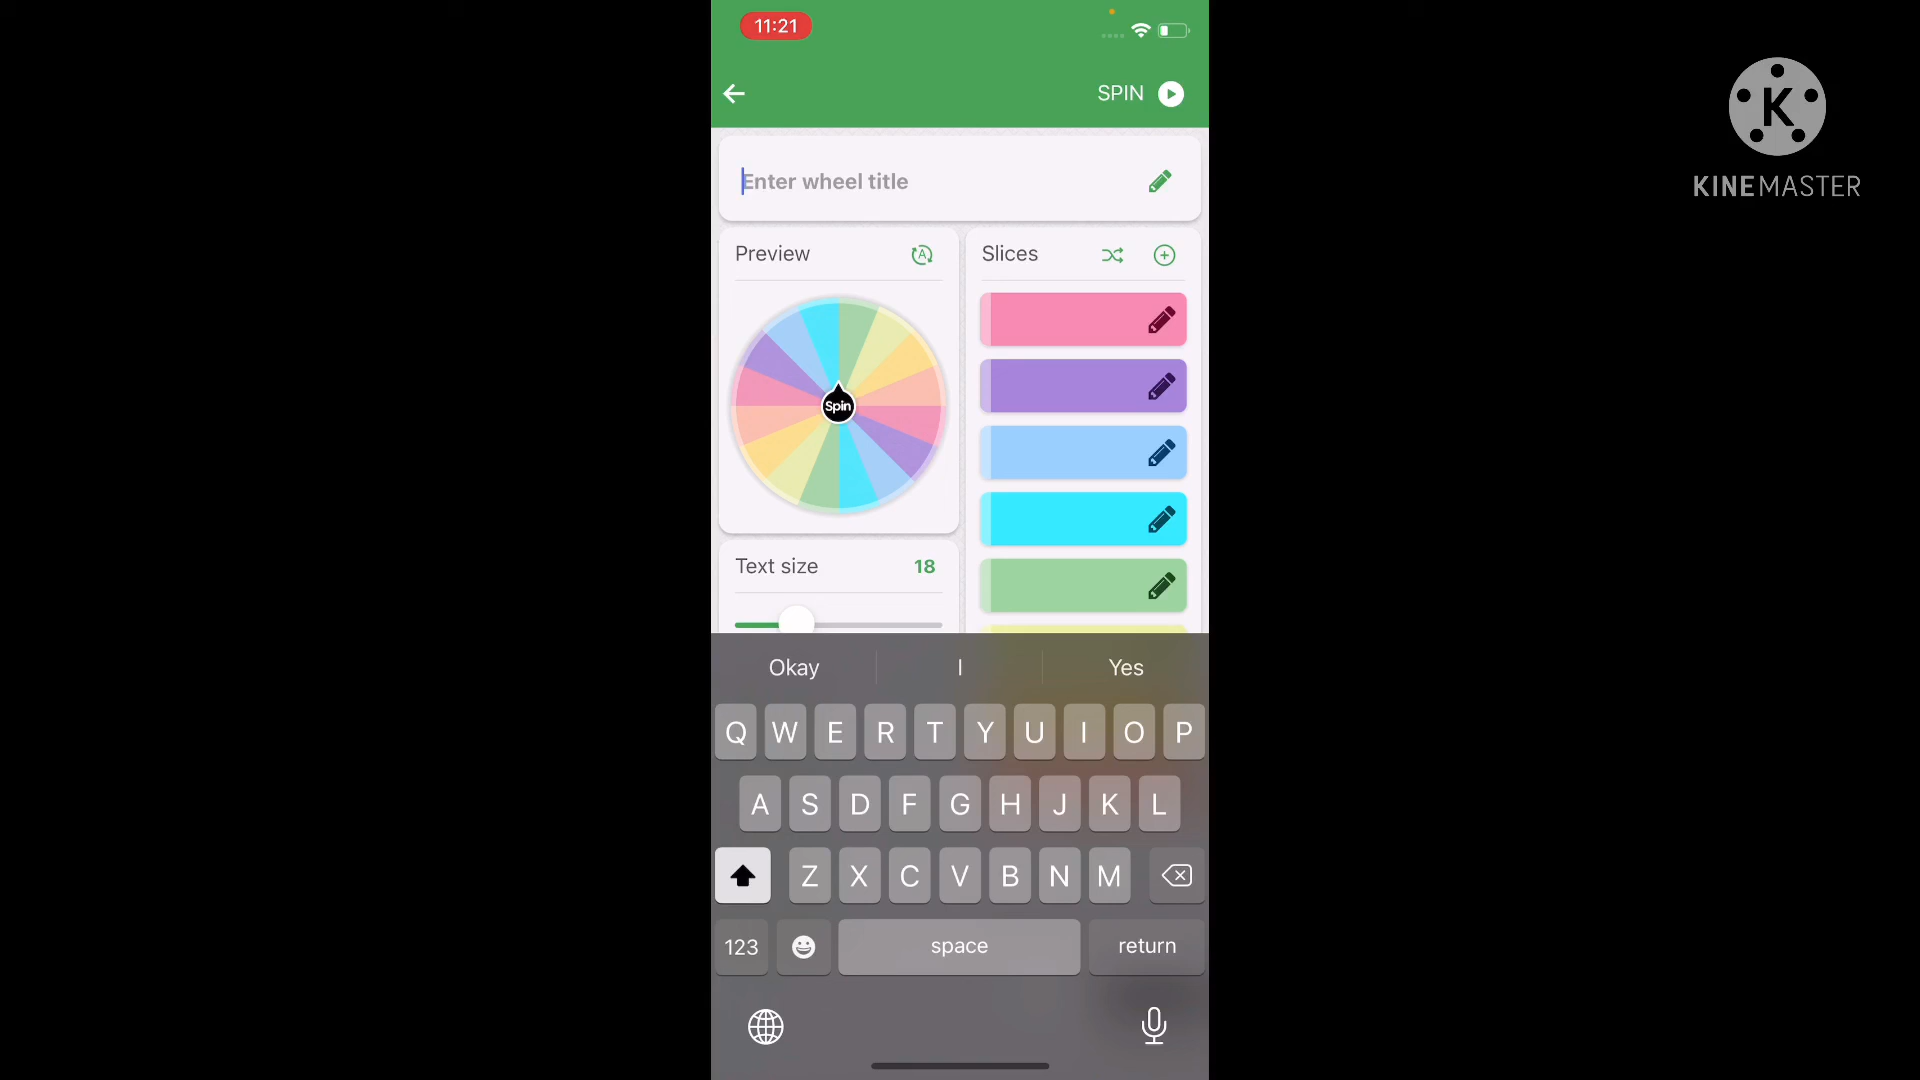 11:21
SPIN
K
KINEMASTER
Enter wheel title
Preview
A
Slices
Spin
Text size 18
Okay I Yes
Q W E R T Y U I O P
A S D F G H J K L
Z X C V B N M
123 space return